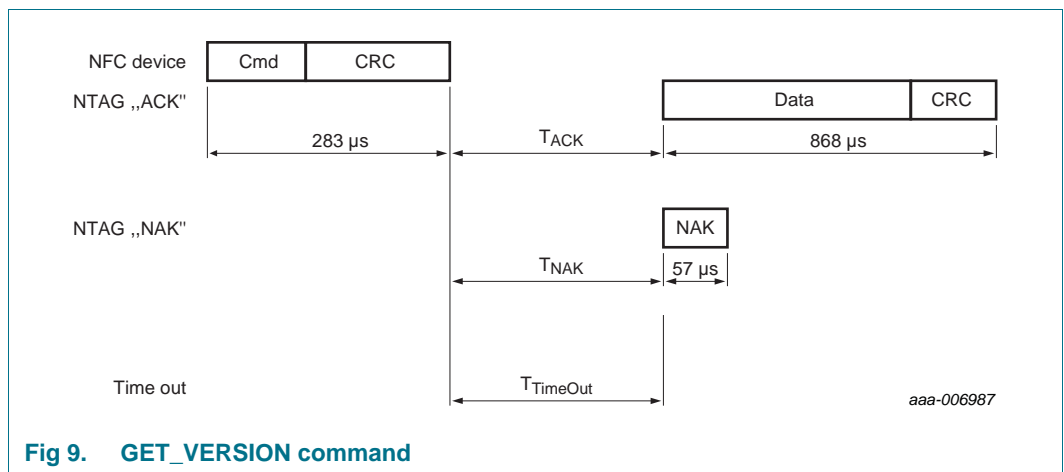 NFC device Cmd CRC
NTAG ,,ACK" Data CRC
283 µs TACK 868 µs
NTAG ,,NAK" NAK
TNAK 57 µs
Time out TTimeOut aaa-006987
Fig 9. GET_VERSION command